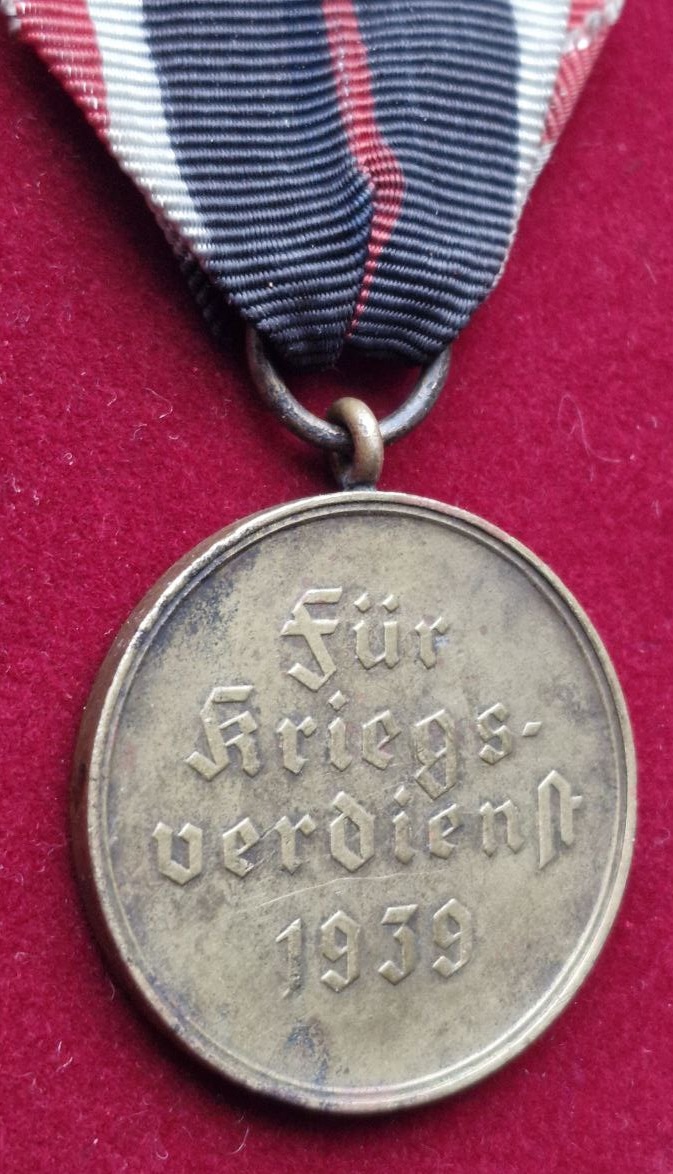 Für
Kriegs-
verdienst
1939